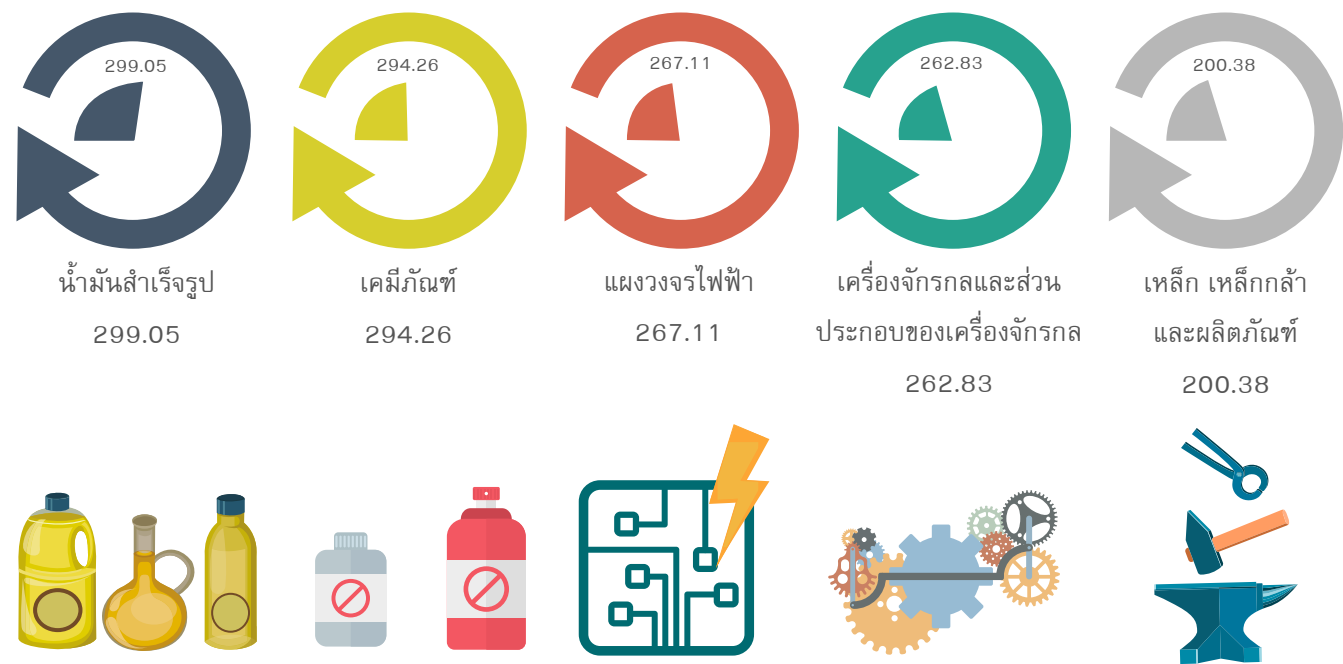 299.05
294.26
267.11
262.83
200.38
น้ำมันสำเร็จรูป
299.05
เคมีภัณฑ์
294.26
แผงวงจรไฟฟ้า
267.11
เครื่องจักรกลและส่วน
ประกอบของเครื่องจักรกล
262.83
เหล็ก เหล็กกล้า
และผลิตภัณฑ์
200.38